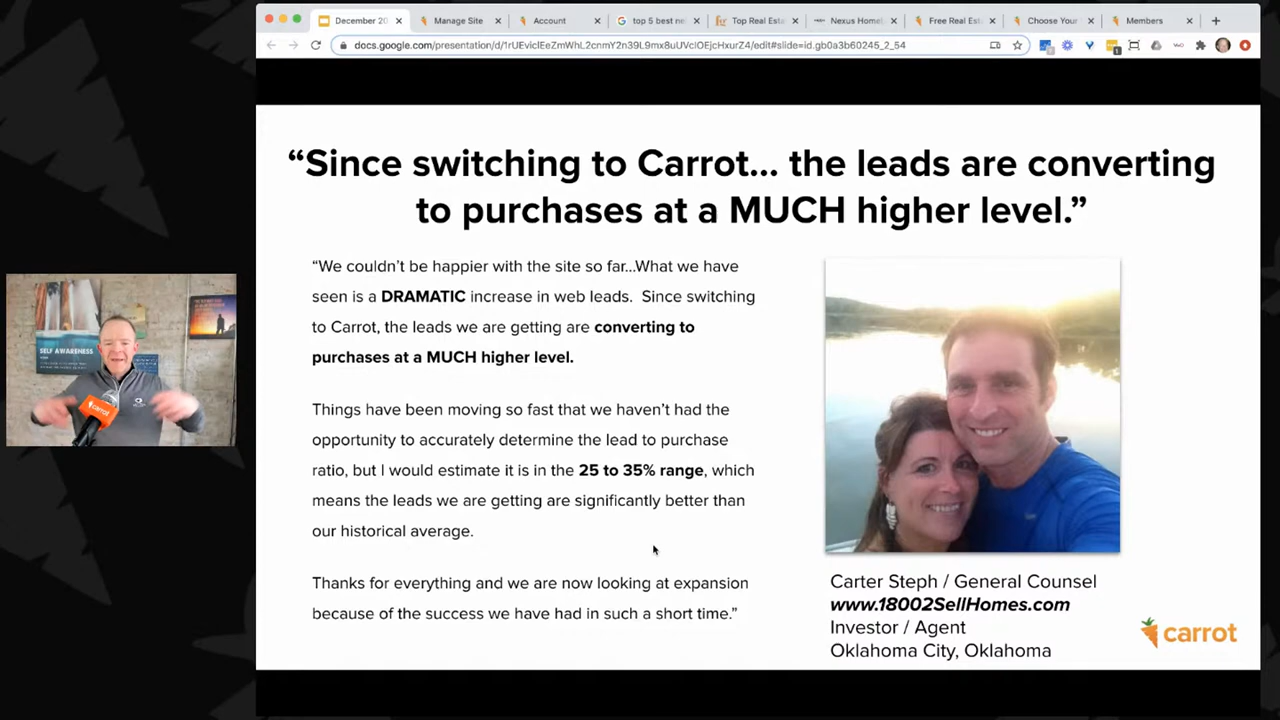 December 20
Manage Site
Account
top 5 best ne
Top Real Esta
Nexus Home
Free Real Est
Choose Your
Members
docs.google.com/presentation/d/1rUEvicIEeZmWhL2cnmY2n39L9mx8uUVclOEjcHxurZ4/edit#slide=id.gb0a3b60245_2_54
“Since switching to Carrot... the leads are converting
to purchases at a MUCH higher level.”
“We couldn’t be happier with the site so far...What we have
seen is a DRAMATIC increase in web leads. Since switching
to Carrot, the leads we are getting are converting to
purchases at a MUCH higher level.
Things have been moving so fast that we haven’t had the
opportunity to accurately determine the lead to purchase
ratio, but I would estimate it is in the 25 to 35% range, which
means the leads we are getting are significantly better than
our historical average.
Thanks for everything and we are now looking at expansion
because of the success we have had in such a short time.”
Carter Steph / General Counsel
www.18002SellHomes.com
Investor / Agent
Oklahoma City, Oklahoma
carrot
SELF AWARENESS
carrot